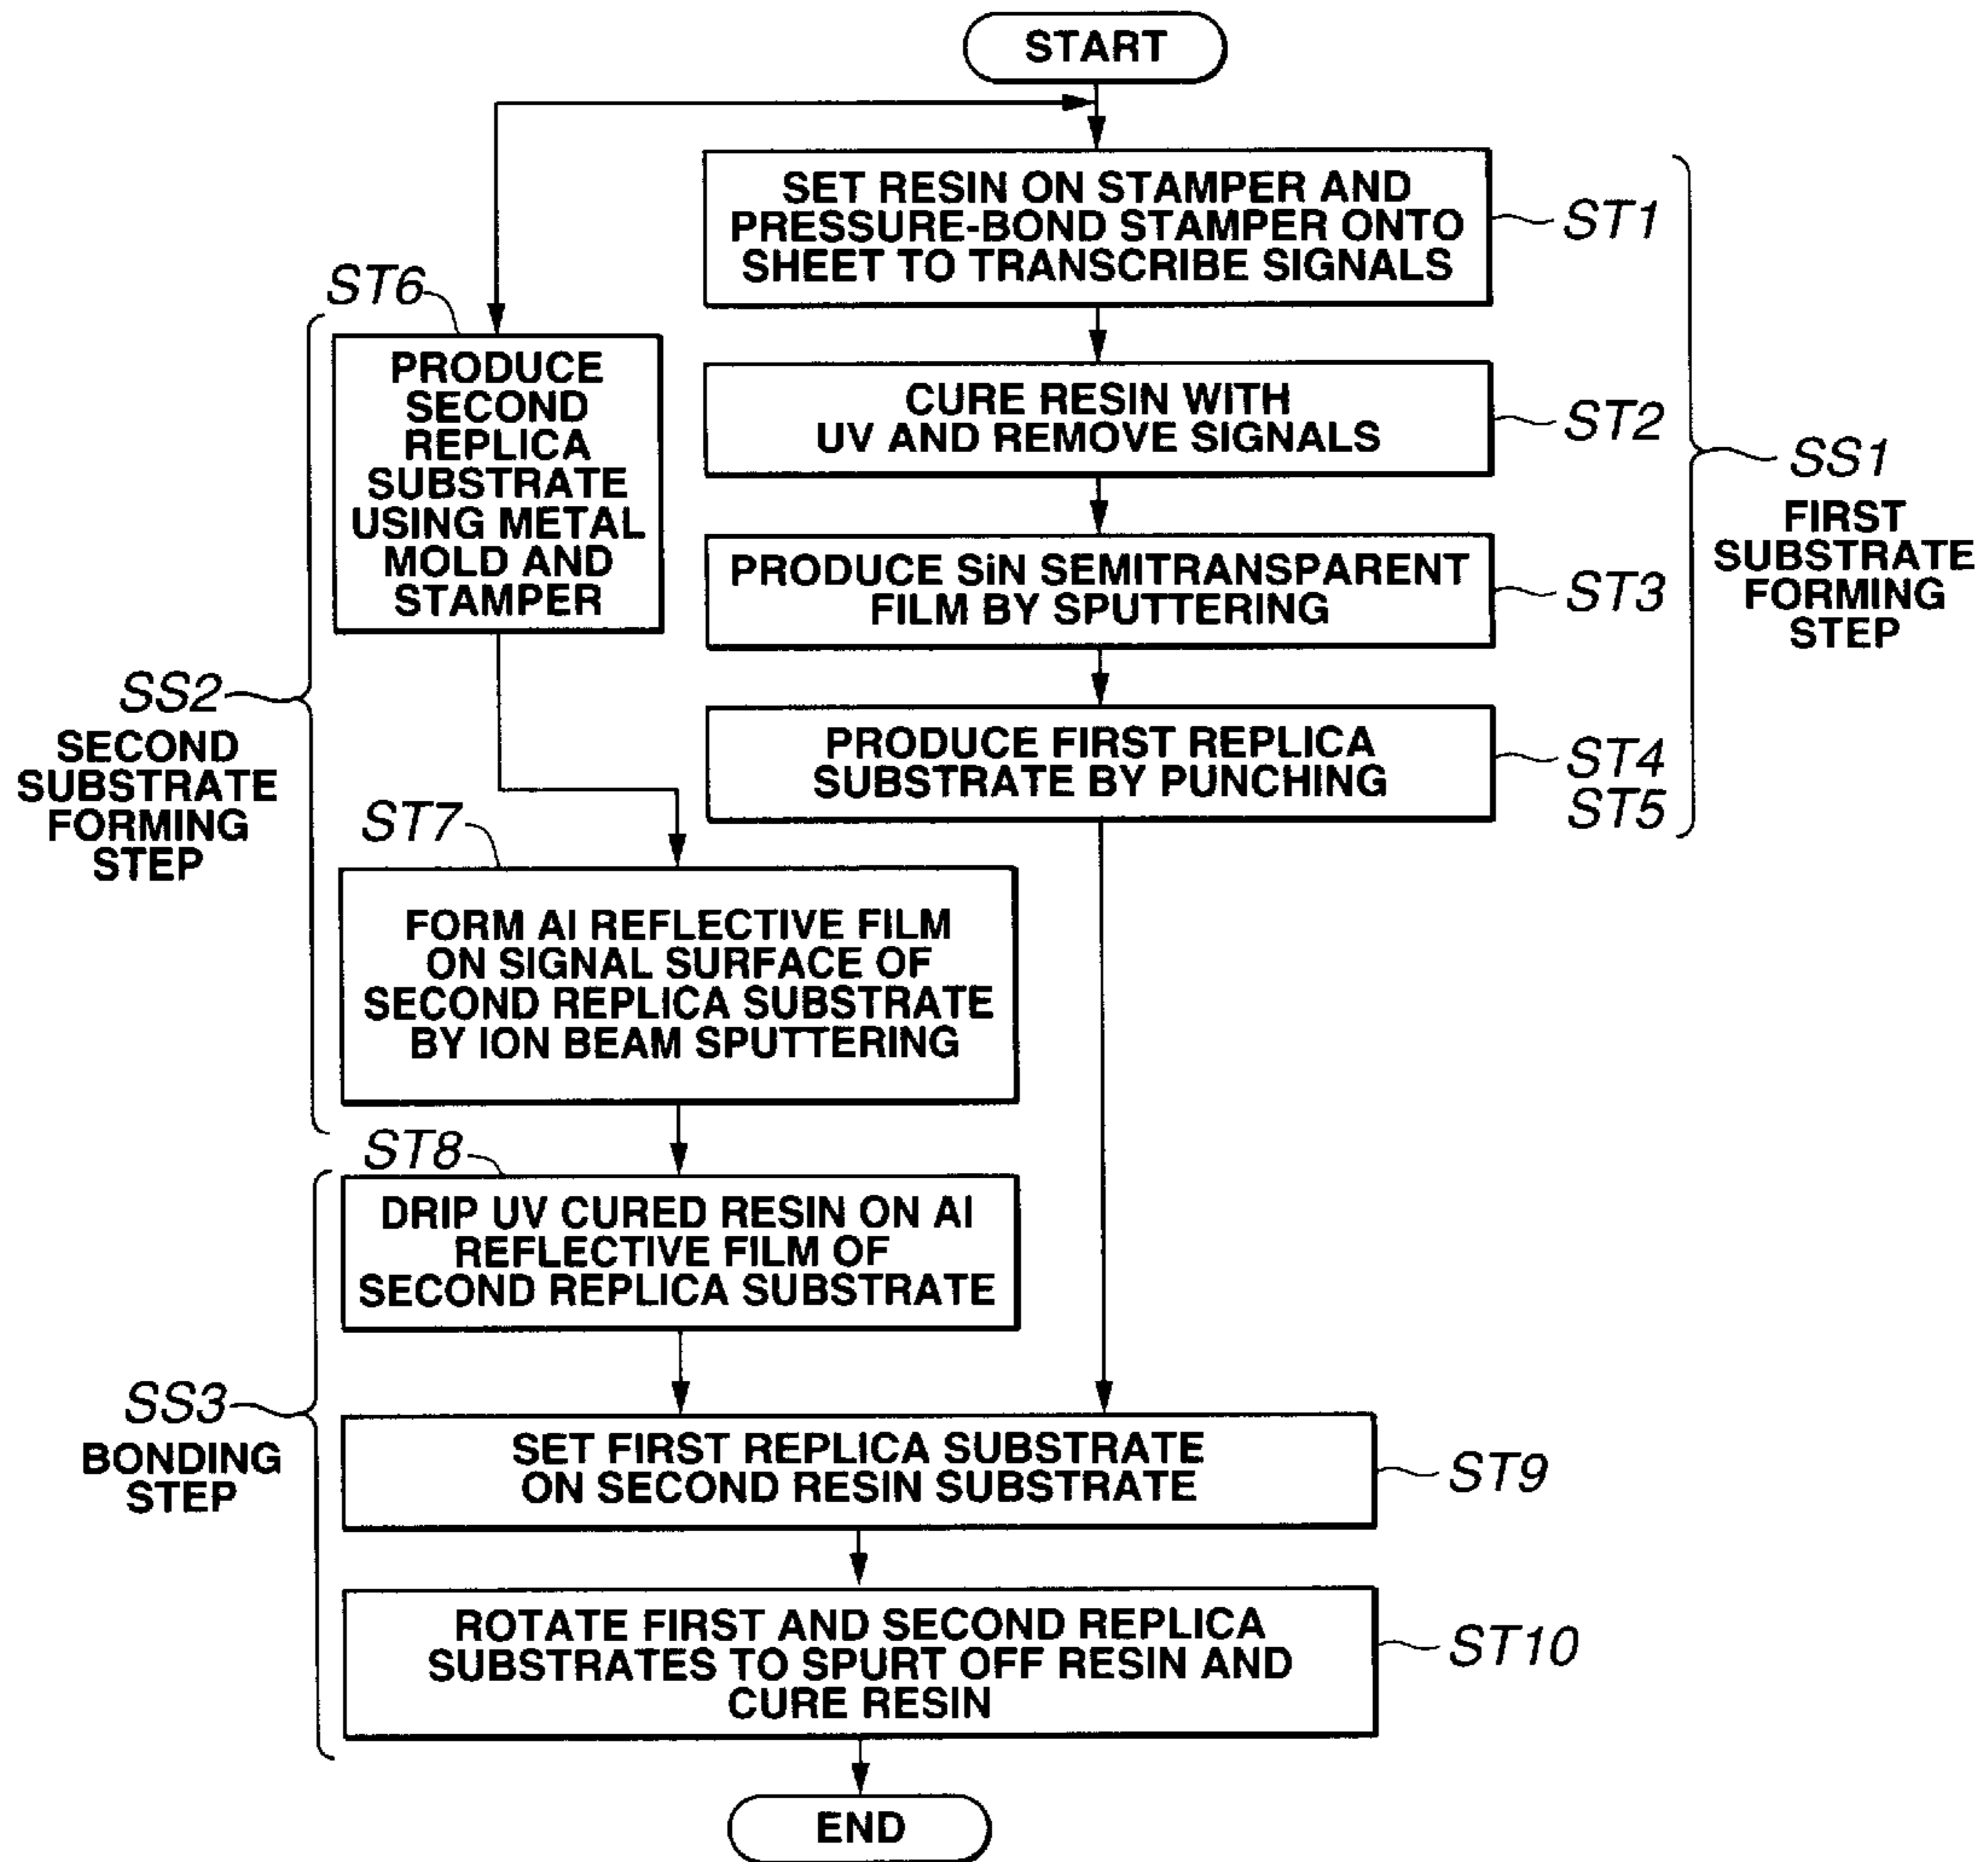 START
SET RESIN ON STAMPER AND
PRESSURE-BOND STAMPER ONTO
SHEET TO TRANSCRIBE SIGNALS
ST1
CURE RESIN WITH
UV AND REMOVE SIGNALS
ST2
PRODUCE SiN SEMITRANSPARENT
FILM BY SPUTTERING
ST3
PRODUCE FIRST REPLICA
SUBSTRATE BY PUNCHING
ST4
ST5
SS1
FIRST
SUBSTRATE
FORMING
STEP
ST6
PRODUCE
SECOND
REPLICA
SUBSTRATE
USING METAL
MOLD AND
STAMPER
SS2
SECOND
SUBSTRATE
FORMING
STEP
ST7
FORM Al REFLECTIVE FILM
ON SIGNAL SURFACE OF
SECOND REPLICA SUBSTRATE
BY ION BEAM SPUTTERING
ST8
DRIP UV CURED RESIN ON Al
REFLECTIVE FILM OF
SECOND REPLICA SUBSTRATE
SS3
BONDING
STEP
SET FIRST REPLICA SUBSTRATE
ON SECOND RESIN SUBSTRATE
ST9
ROTATE FIRST AND SECOND REPLICA
SUBSTRATES TO SPURT OFF RESIN AND
CURE RESIN
ST10
END